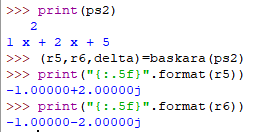 >>> print(ps2)
   2
1 x + 2 x + 5
>>> (r5,r6,delta)=baskara(ps2)
>>> print("{:.5f}".format(r5))
-1.00000+2.00000j
>>> print("{:.5f}".format(r6))
-1.00000-2.00000j